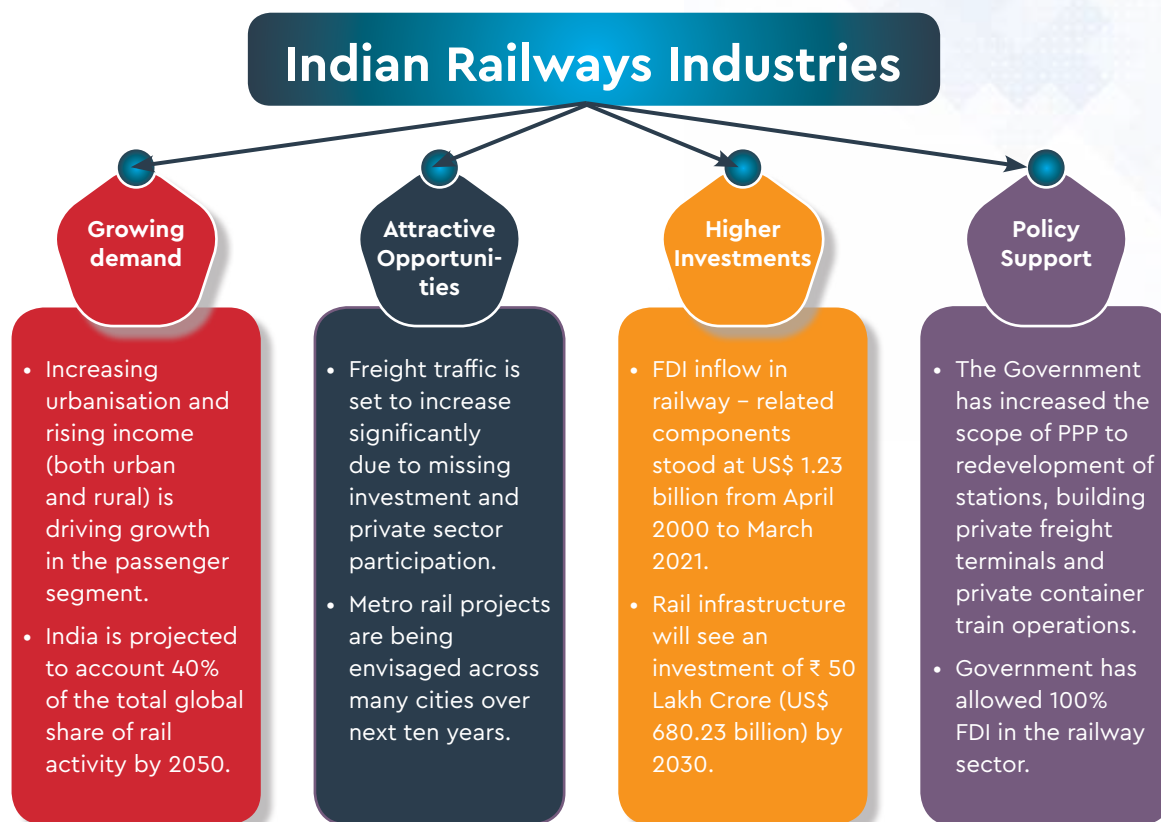 Indian Railways Industries
Growing
demand
• Increasing
urbanisation and
rising income
(both urban
and rural) is
driving growth
in the passenger
segment.
• India is projected
to account 40%
of the total global
share of rail
activity by 2050.
Attractive
Opportuni-
ties
• Freight traffic is
set to increase
significantly
due to missing
investment and
private sector
participation.
• Metro rail projects
are being
envisaged across
many cities over
next ten years.
Higher
Investments
• FDI inflow in
railway – related
components
stood at US$ 1.23
billion from April
2000 to March
2021.
• Rail infrastructure
will see an
investment of ₹ 50
Lakh Crore (US$
680.23 billion) by
2030.
Policy
Support
• The Government
has increased the
scope of PPP to
redevelopment of
stations, building
private freight
terminals and
private container
train operations.
• Government has
allowed 100%
FDI in the railway
sector.